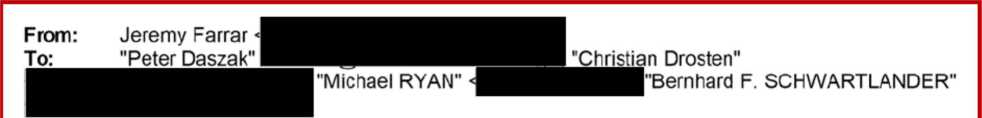 From: Jeremy Farrar <
To: "Peter Daszak" "Christian Drosten"
"Michael RYAN" < "Bernhard F. SCHWARTLANDER"